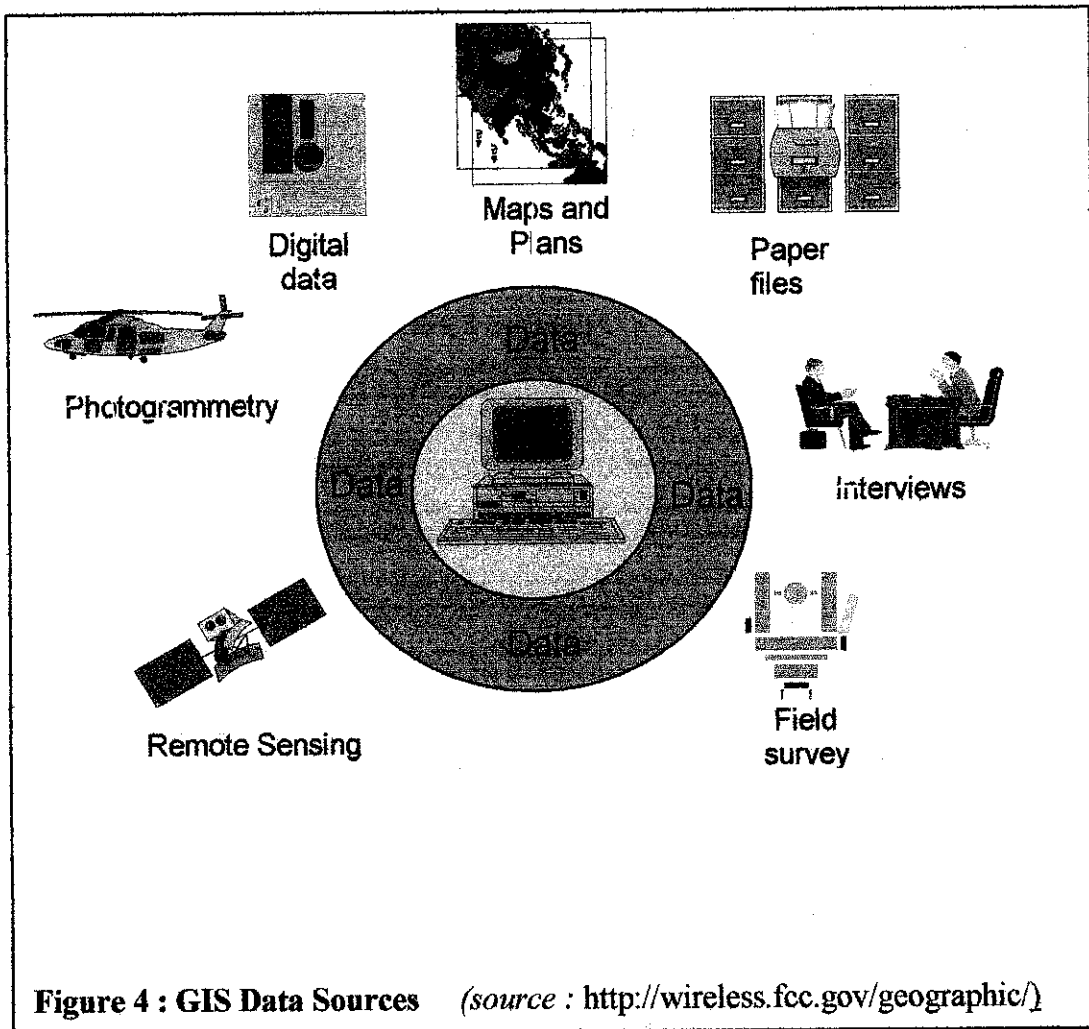 Maps and
Plans
Digital
data
Paper
files
Photogrammetry
Data
Interviews
Data
Data
Data
Remote Sensing
Field
survey
Figure 4 : GIS Data Sources (source : http://wireless.fcc.gov/geographic/)